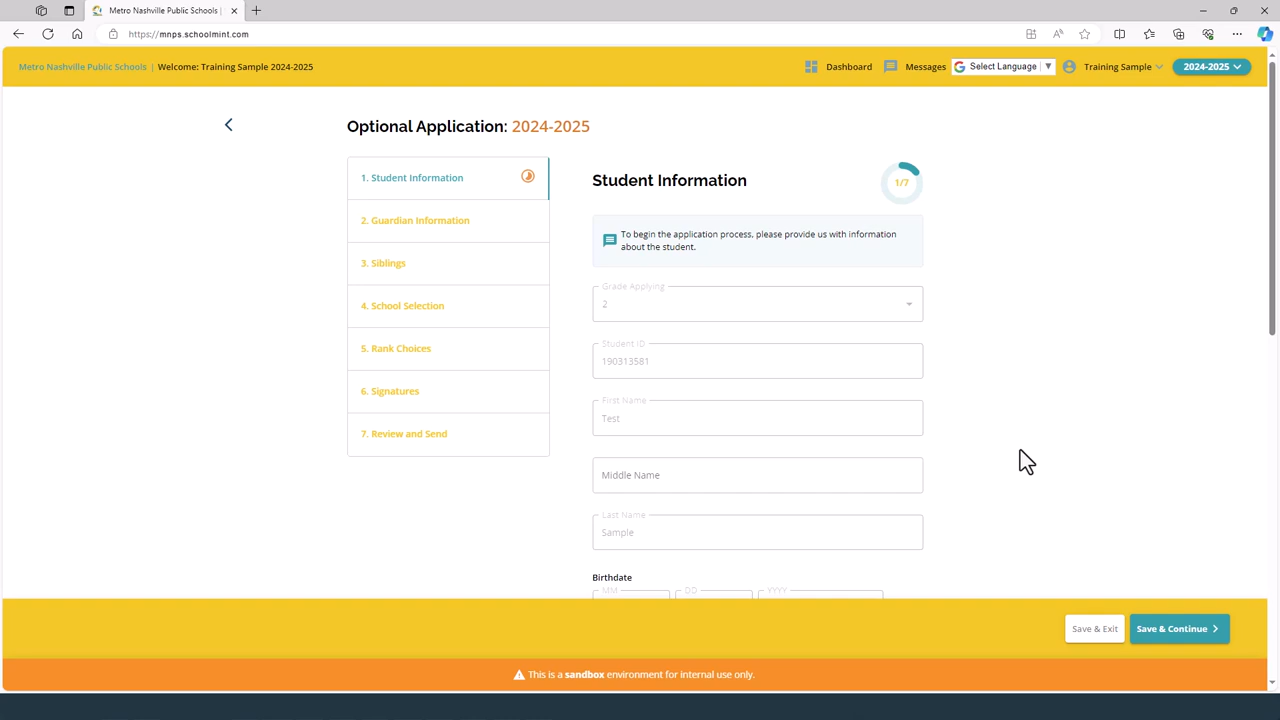 Metro Nashville Public Schools |
https://mnps.schoolmint.com
Metro Nashville Public Schools | Welcome: Training Sample 2024-2025
Dashboard Messages Select Language Training Sample 2024-2025
Optional Application: 2024-2025
1. Student Information
2. Guardian Information
3. Siblings
4. School Selection
5. Rank Choices
6. Signatures
7. Review and Send
Student Information
1/7
To begin the application process, please provide us with information
about the student.
Grade Applying
2
Student ID
190313581
First Name
Test
Middle Name
Last Name
Sample
Birthdate
MM DD YYYY
Save & Exit Save & Continue
This is a sandbox environment for internal use only.